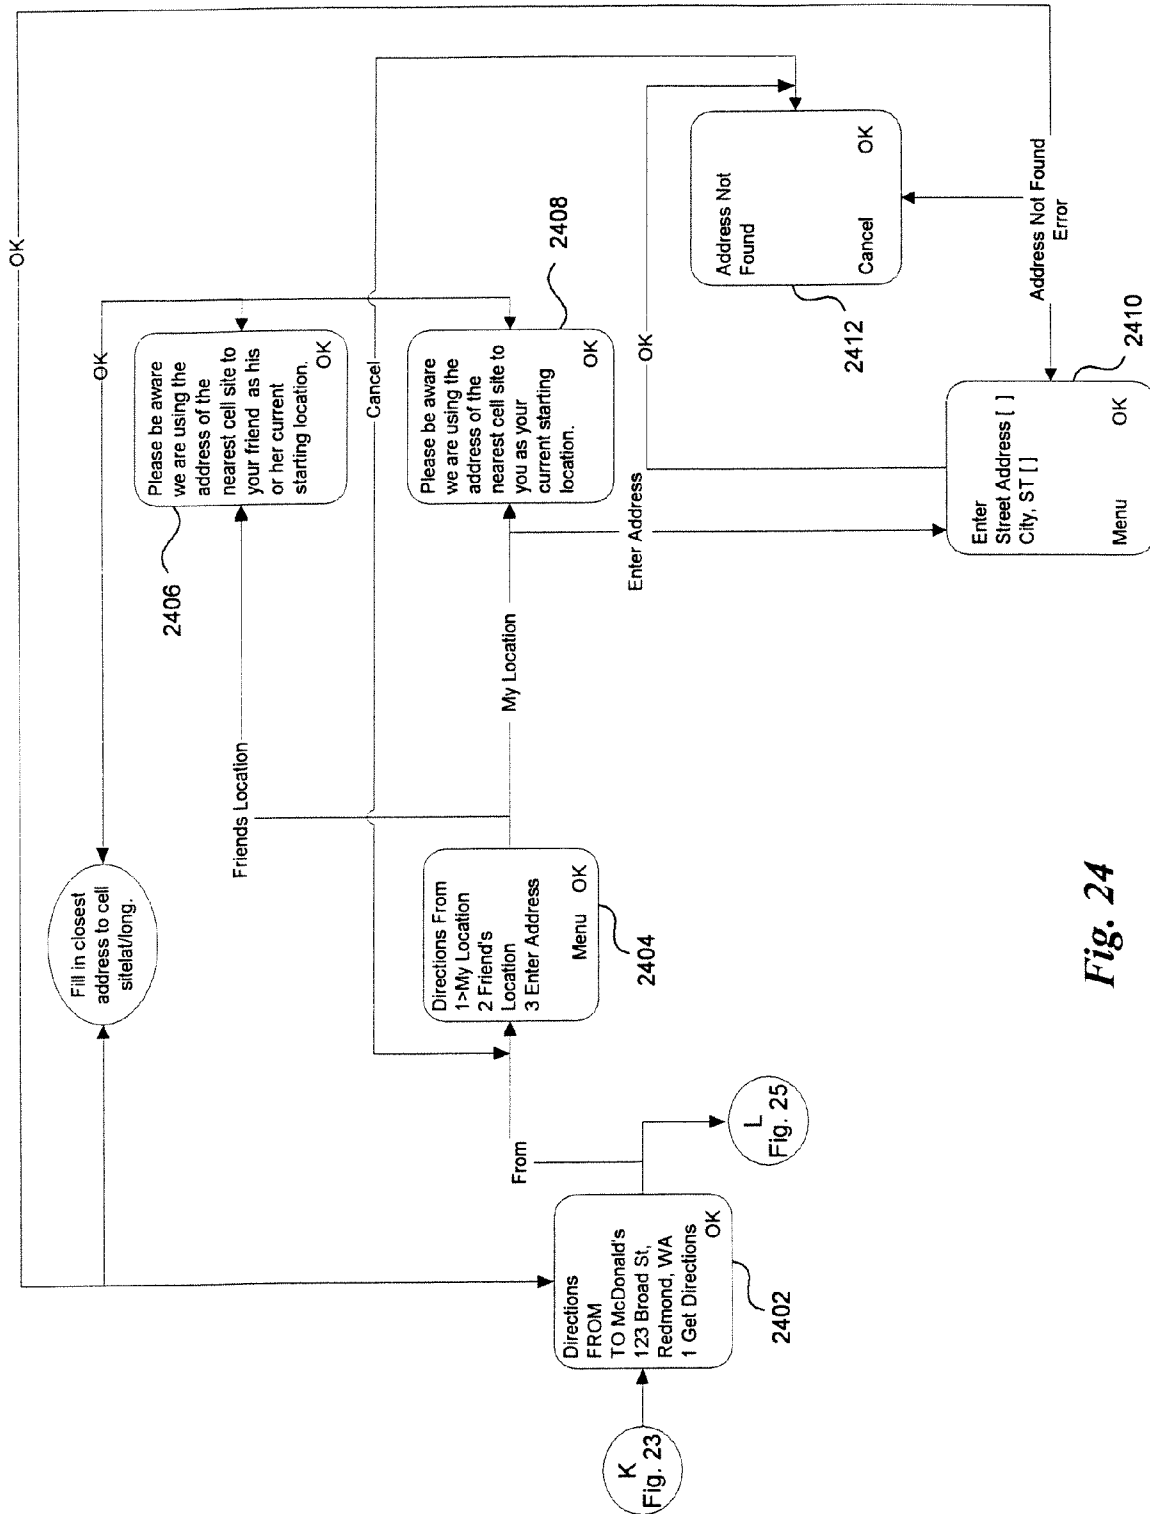 OK
Fill in closest
address to cell
sitelat/long.
OK
Please be aware
we are using the
address of the
nearest cell site to
your friend as his
or her current
starting location.
OK
2406
Friends Location
Cancel
Please be aware
we are using the
address of the
nearest cell site to
you as your
current starting
location.
OK
2408
My Location
Directions From
1>My Location
2 Friend's
Location
3 Enter Address
Menu OK
2404
From
Directions
FROM
TO McDonald's
123 Broad St,
Redmond, WA
1 Get Directions
OK
2402
K
Fig. 23
L
Fig. 25
Enter Address
OK
Address Not
Found
Cancel OK
2412
Address Not Found
Error
Enter
Street Address [ ]
City, ST [ ]
Menu OK
2410
Fig. 24